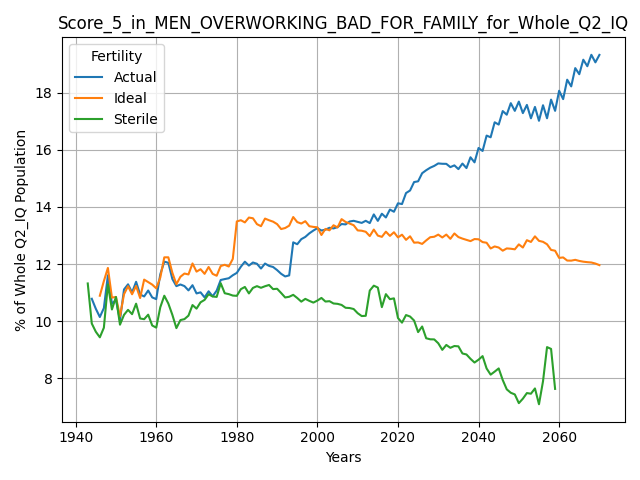 Score_5_in_MEN_OVERWORKING_BAD_FOR_FAMILY_for_Whole_Q2_IQ
Fertility
Actual
Ideal
Sterile
% of Whole Q2_IQ Population
18
16
14
12
10
8
1940 1960 1980 2000 2020 2040 2060
Years